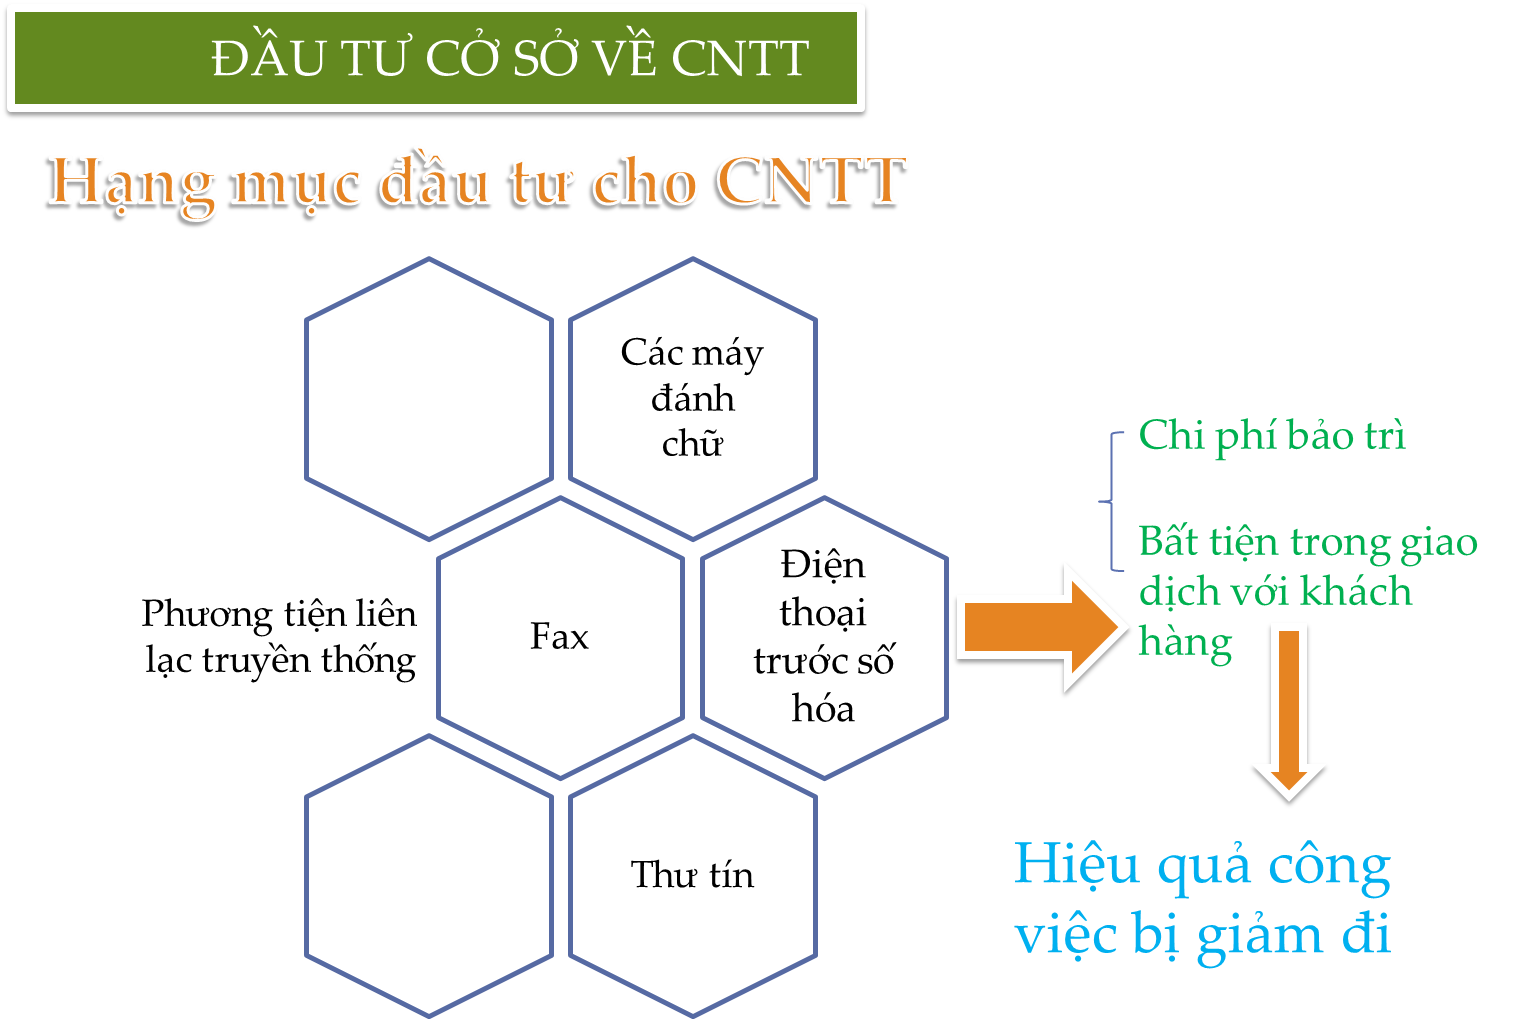 ĐẦU TƯ CỞ SỞ VỀ CNTT
Hạng mục đầu tư cho CNTT
Các máy
đánh
chữ
Phương tiện liên
lạc truyền thống
Fax
Điện
thoại
trước số
hóa
Thư tín
Chi phí bảo trì
Bất tiện trong giao
dịch với khách
hàng
Hiệu quả công
việc bị giảm đi